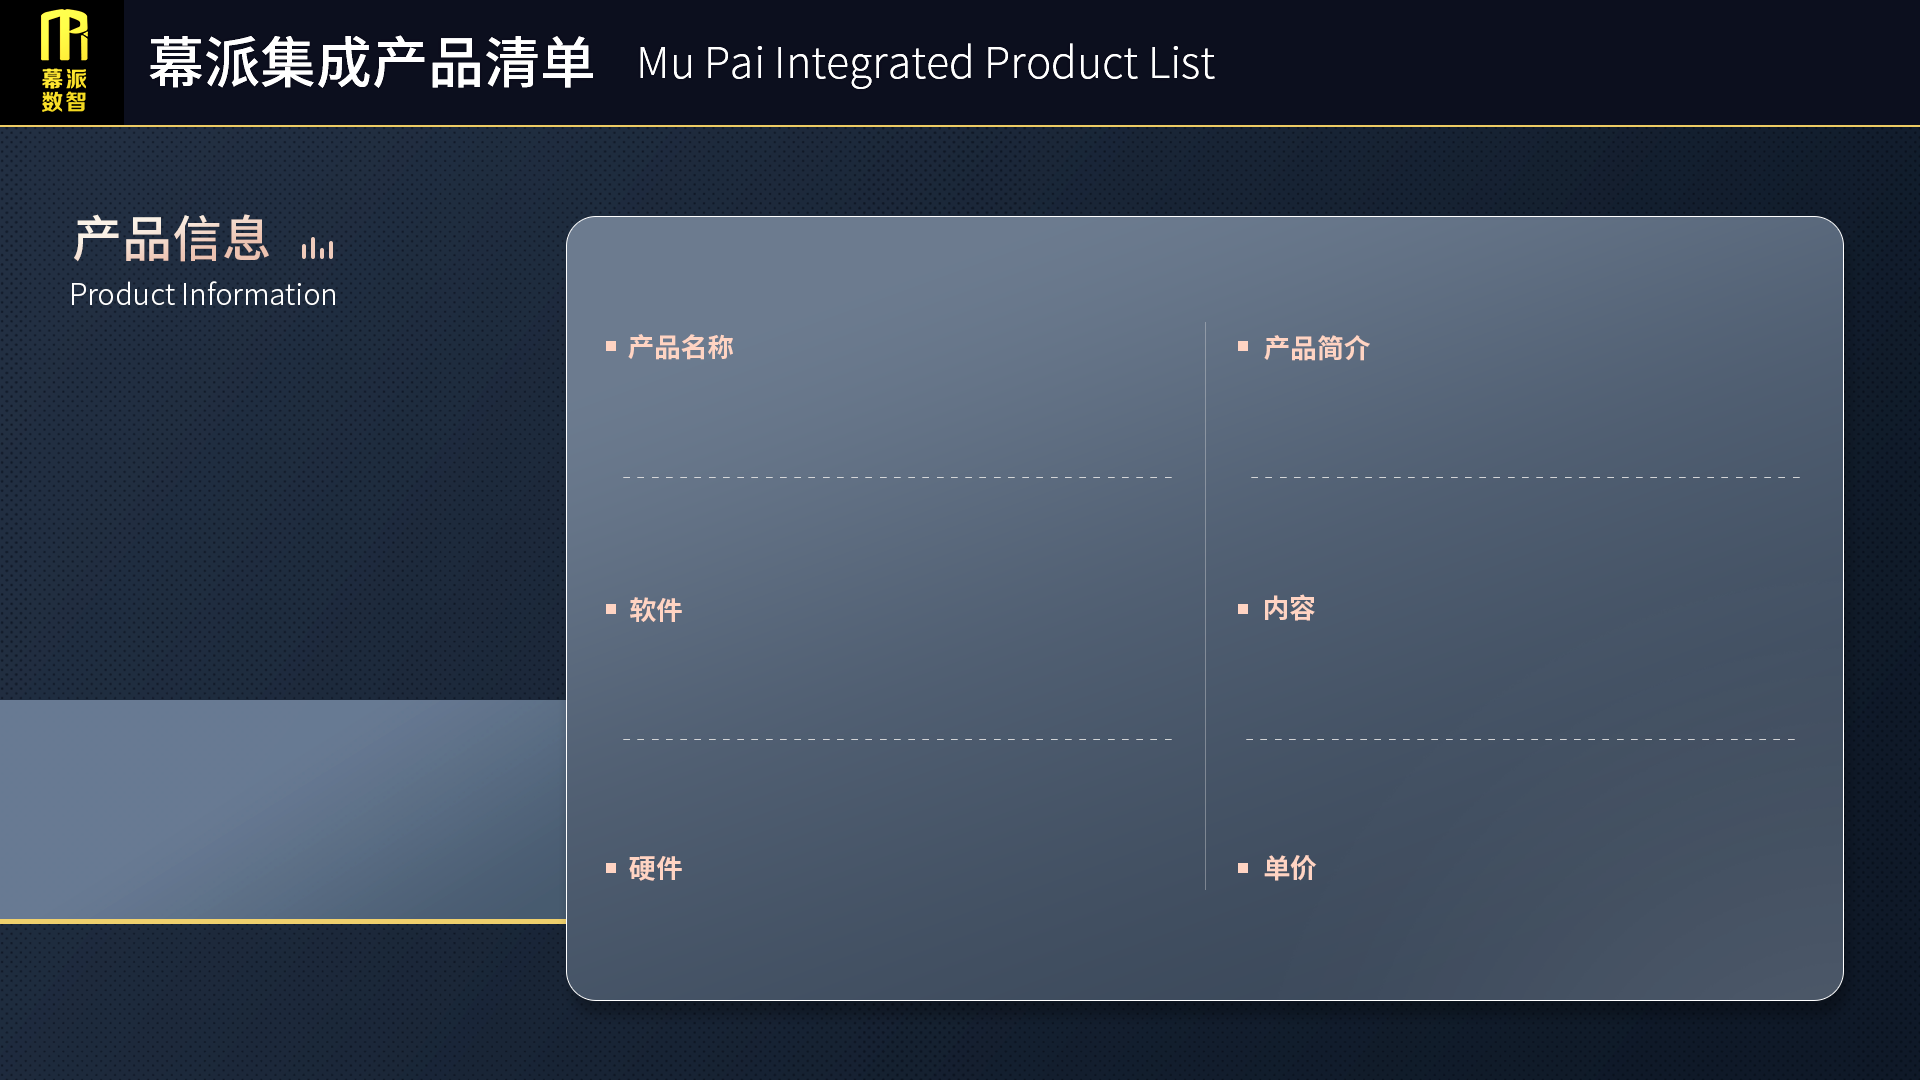 幕派
数智
幕派集成产品清单 Mu Pai Integrated Product List
产品信息
Product Information
产品名称
产品简介
软件
内容
硬件
单价